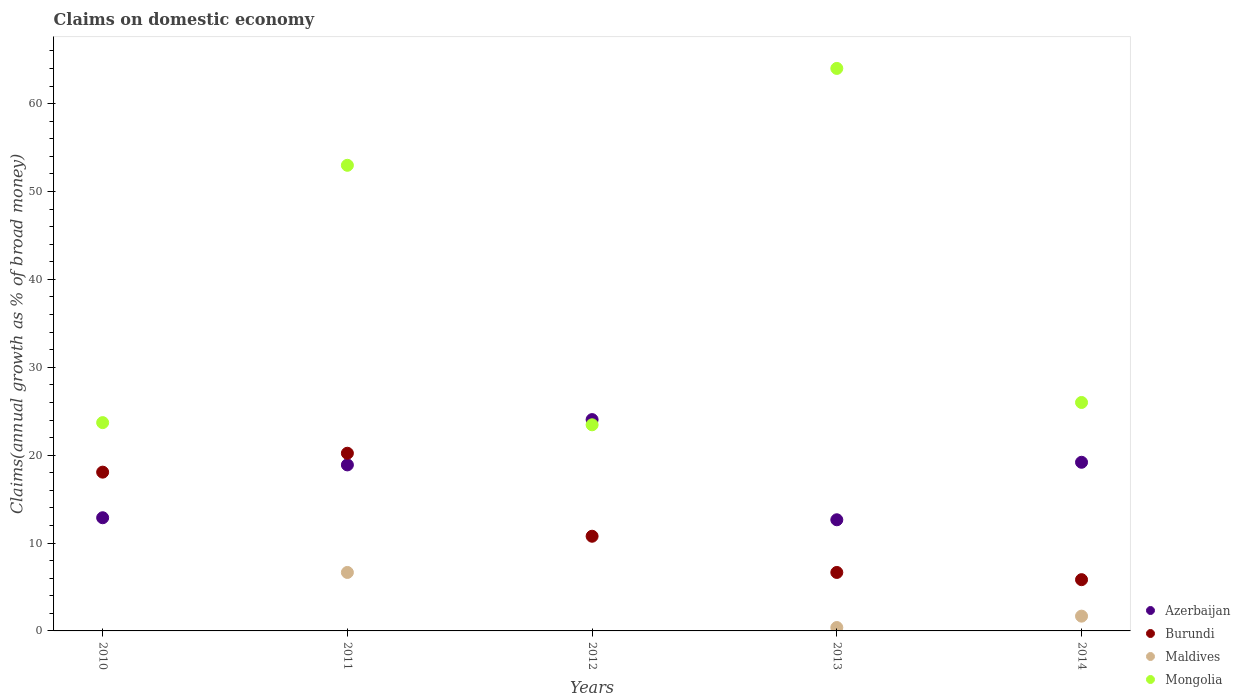 Claims on domestic economy
Claims(annual growth as % of broad money)
60
50
40
30
20
10
0
2010
2011
2012
2013
2014
Years
Azerbaijan
Burundi
Maldives
Mongolia